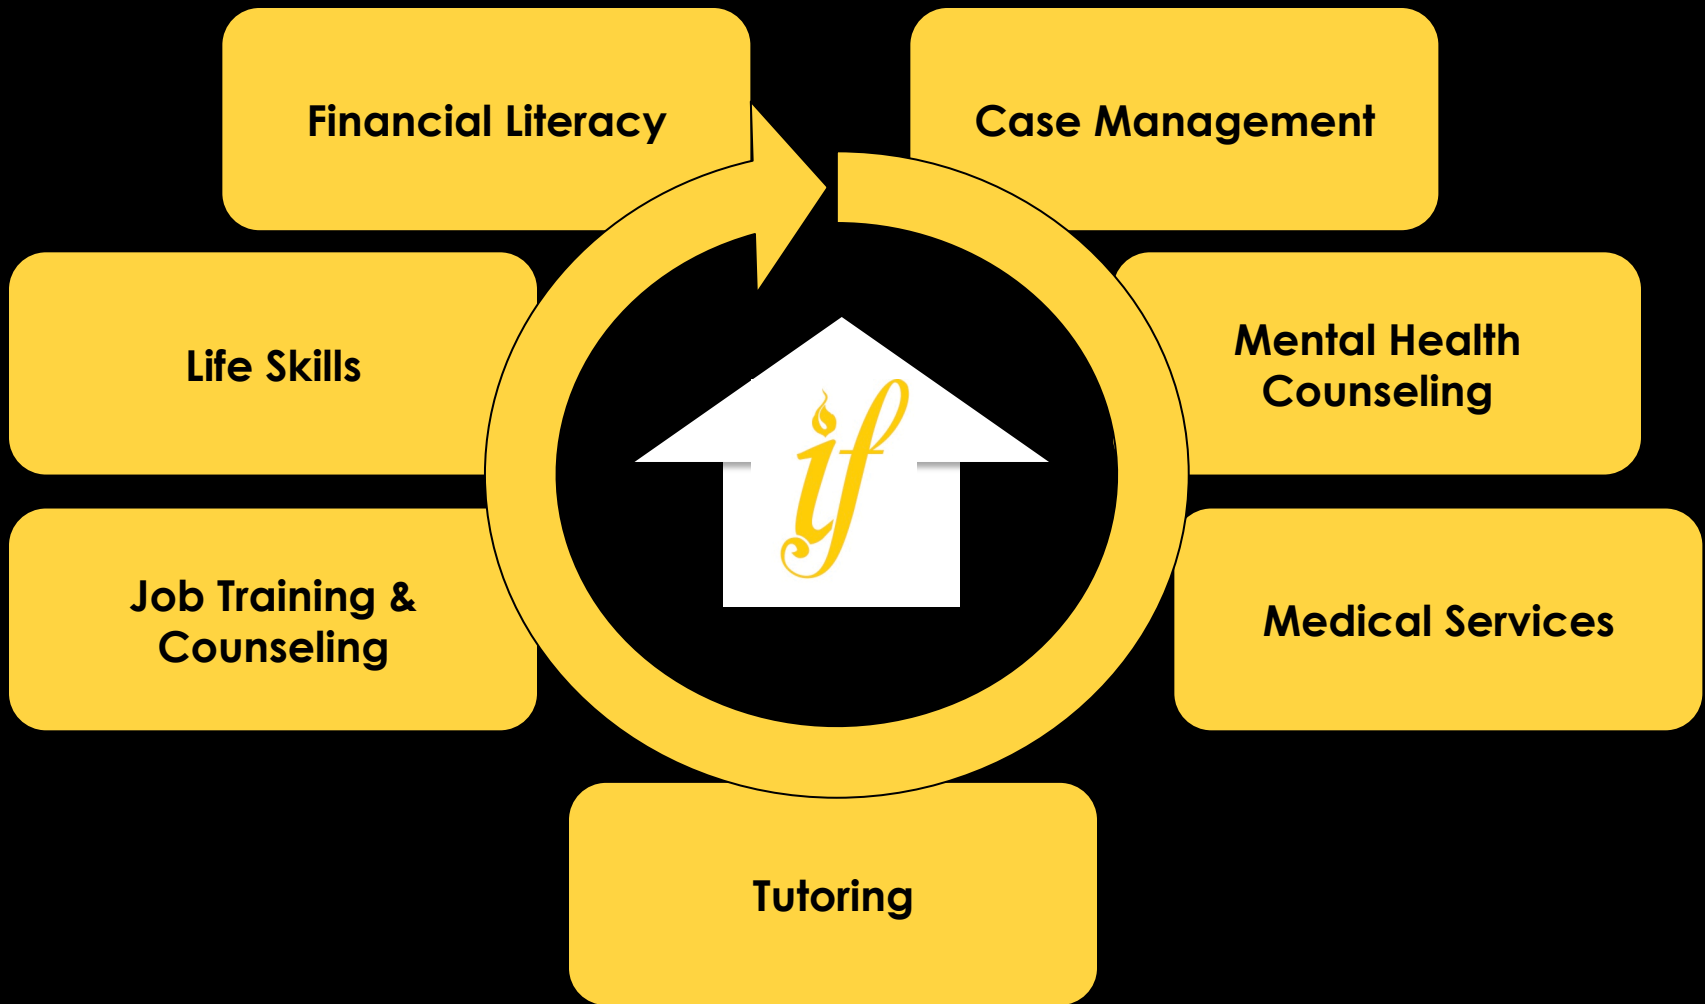 Financial Literacy
Case Management
Life Skills
Mental Health
Counseling
if
Job Training &
Counseling
Medical Services
Tutoring